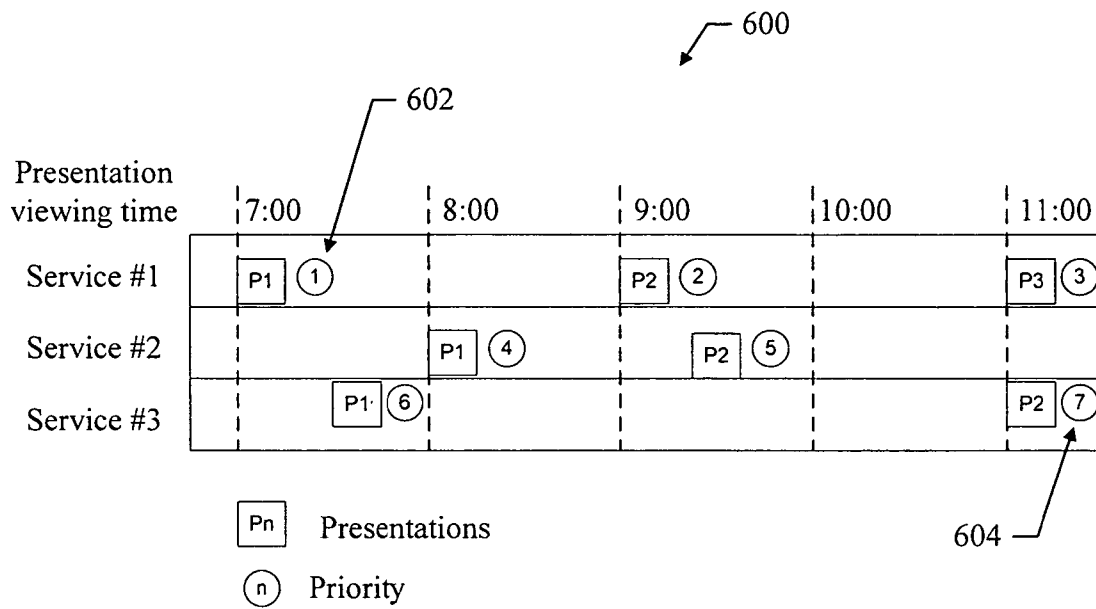 600
602
Presentation
viewing time
7:00 8:00 9:00 10:00 11:00
Service #1 P1 1 P2 2 P3 3
Service #2 P1 4 P2 5
Service #3 P1 6 P2 7
Pn Presentations
604
n Priority